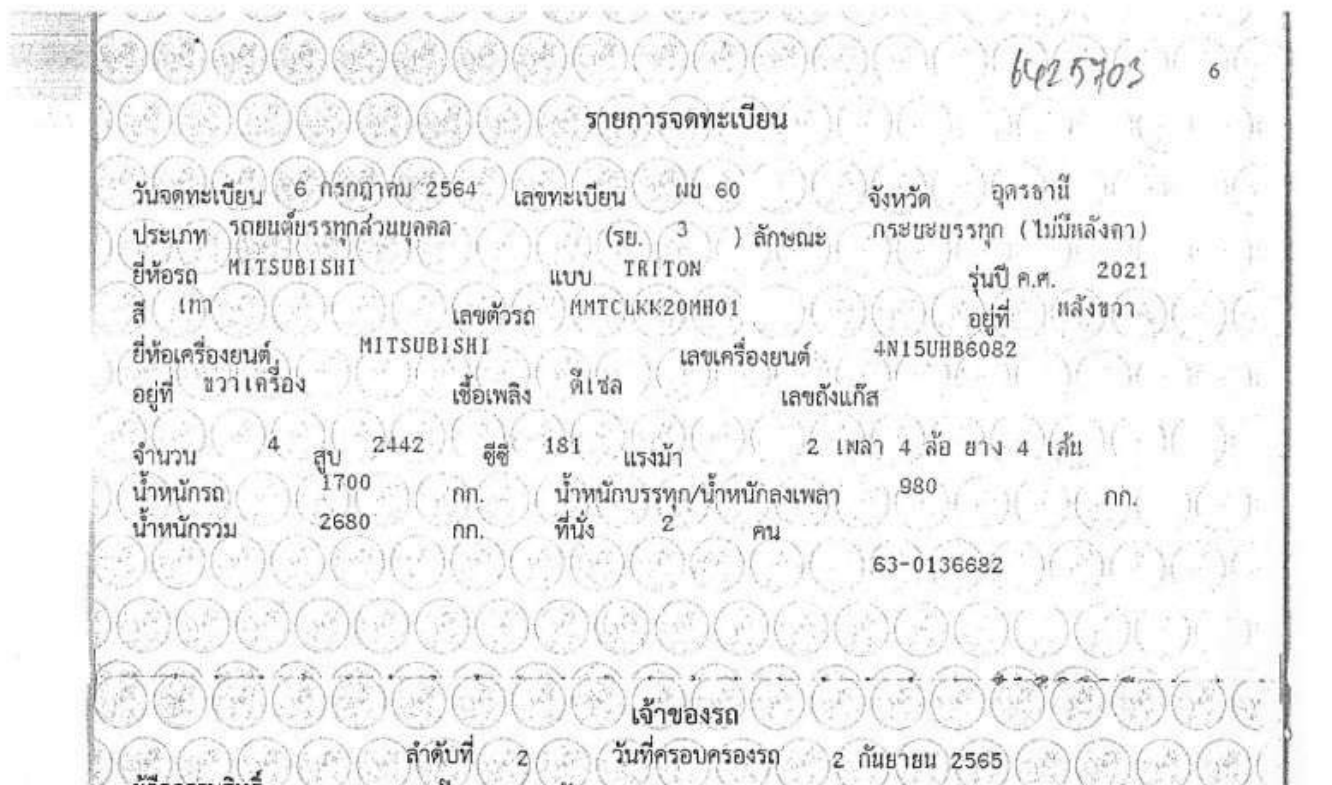 6425703 6
รายการจดทะเบียน
วันจดทะเบียน 6 กรกฎาคม 2564 เลขทะเบียน ผย 60 จังหวัด อุดรธานี
ประเภท รถยนต์บรรทุกส่วนบุคคล (รย. 3 ) ลักษณะ กระบะบรรทุก (ไม่มีหลังคา)
ยี่ห้อรถ MITSUBISHI แบบ TRITON รุ่นปี ค.ศ. 2021
สี เทา เลขตัวรถ MMTCLKK20MH01 อยู่ที่ หลังขวา
ยี่ห้อเครื่องยนต์ MITSUBISHI เลขเครื่องยนต์ 4N15UHB6082
อยู่ที่ ขวาเครื่อง เชื้อเพลิง ดีเซล เลขถังแก๊ส
จำนวน 4 สูบ 2442 ซีซี 181 แรงม้า 2 เพลา 4 ล้อ ยาง 4 เส้น
น้ำหนักรถ 1700 กก. น้ำหนักบรรทุก/น้ำหนักลงเพลา 980 กก.
น้ำหนักรวม 2680 กก. ที่นั่ง 2 คน
63-0136682
เจ้าของรถ
ลำดับที่ 2 วันที่ครอบครองรถ 2 กันยายน 2565